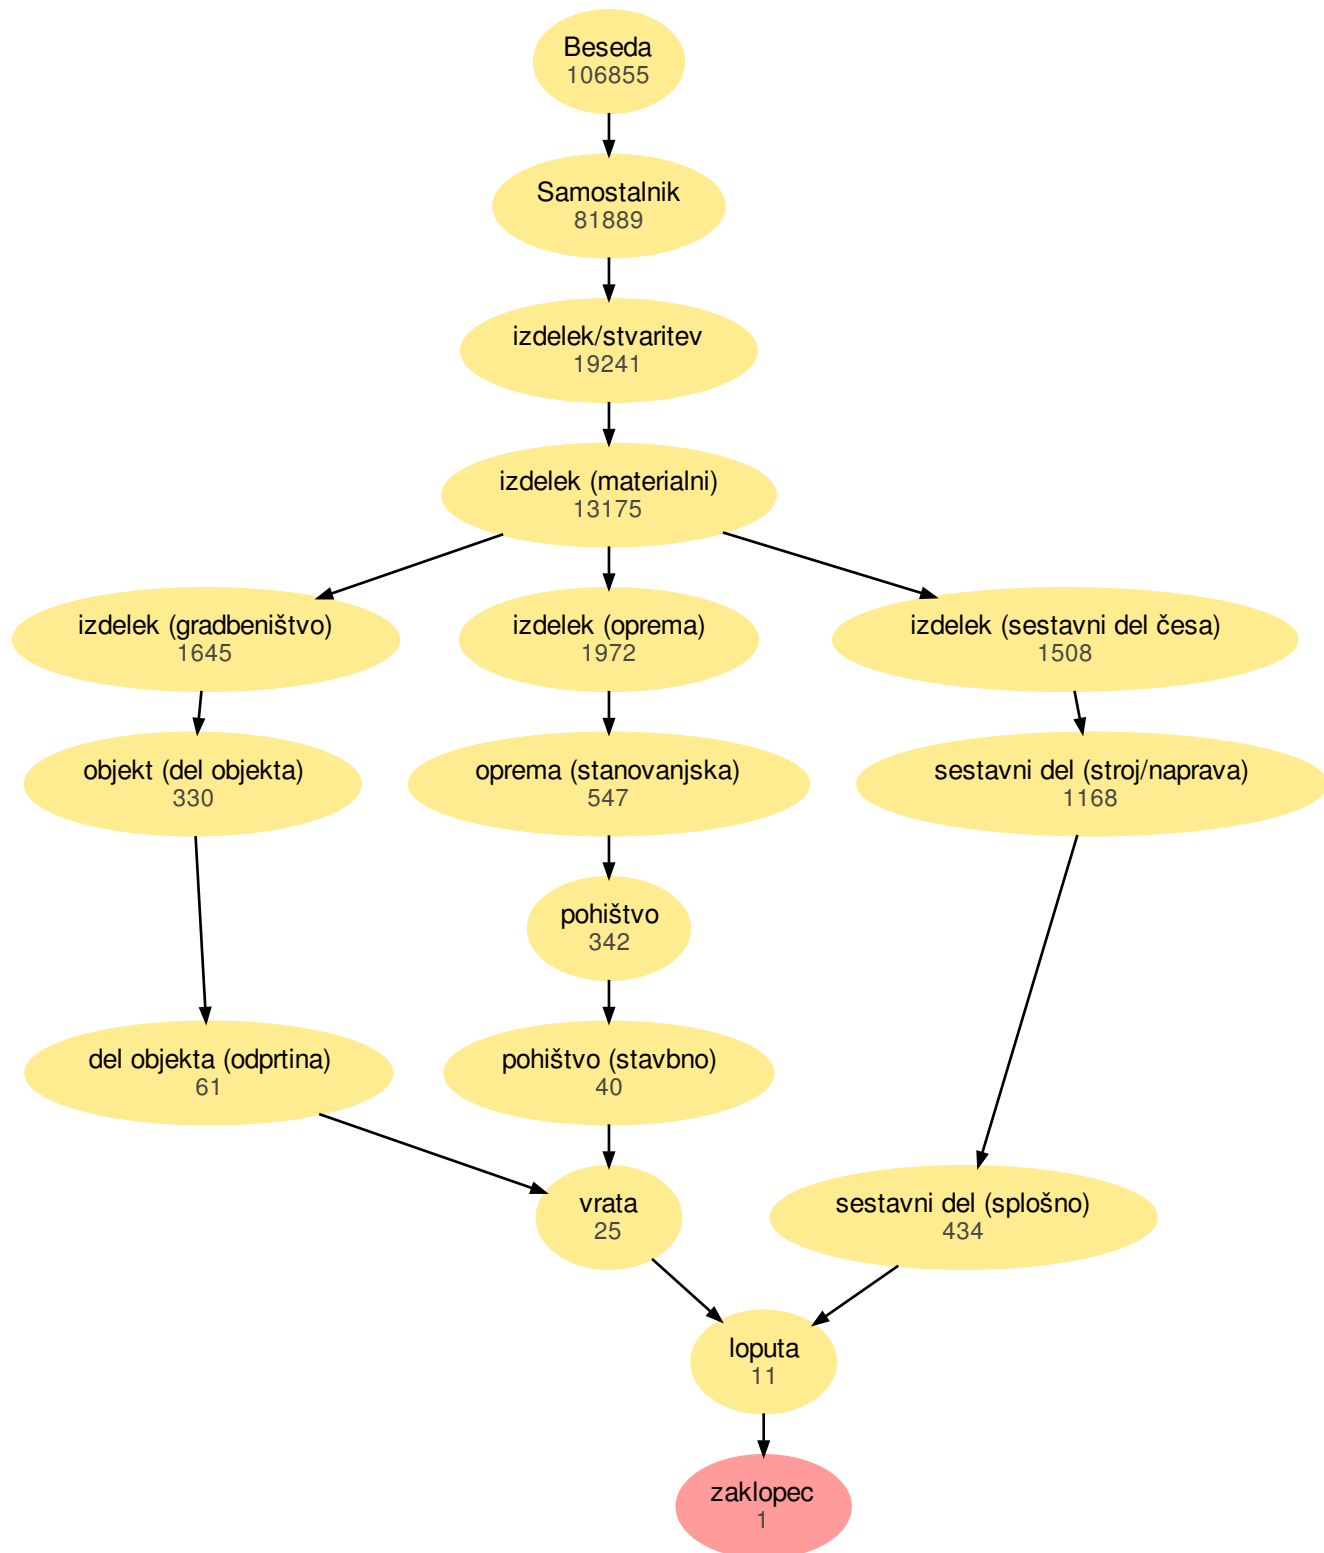 Beseda
106855
Samostalnik
81889
izdelek/stvaritev
19241
izdelek (materialni)
13175
izdelek (gradbeništvo)
1645
izdelek (oprema)
1972
izdelek (sestavni del česa)
1508
objekt (del objekta)
330
oprema (stanovanjska)
547
sestavni del (stroj/naprava)
1168
pohištvo
342
del objekta (odprtina)
61
pohištvo (stavbno)
40
vrata
25
sestavni del (splošno)
434
loputa
11
zaklopec
1